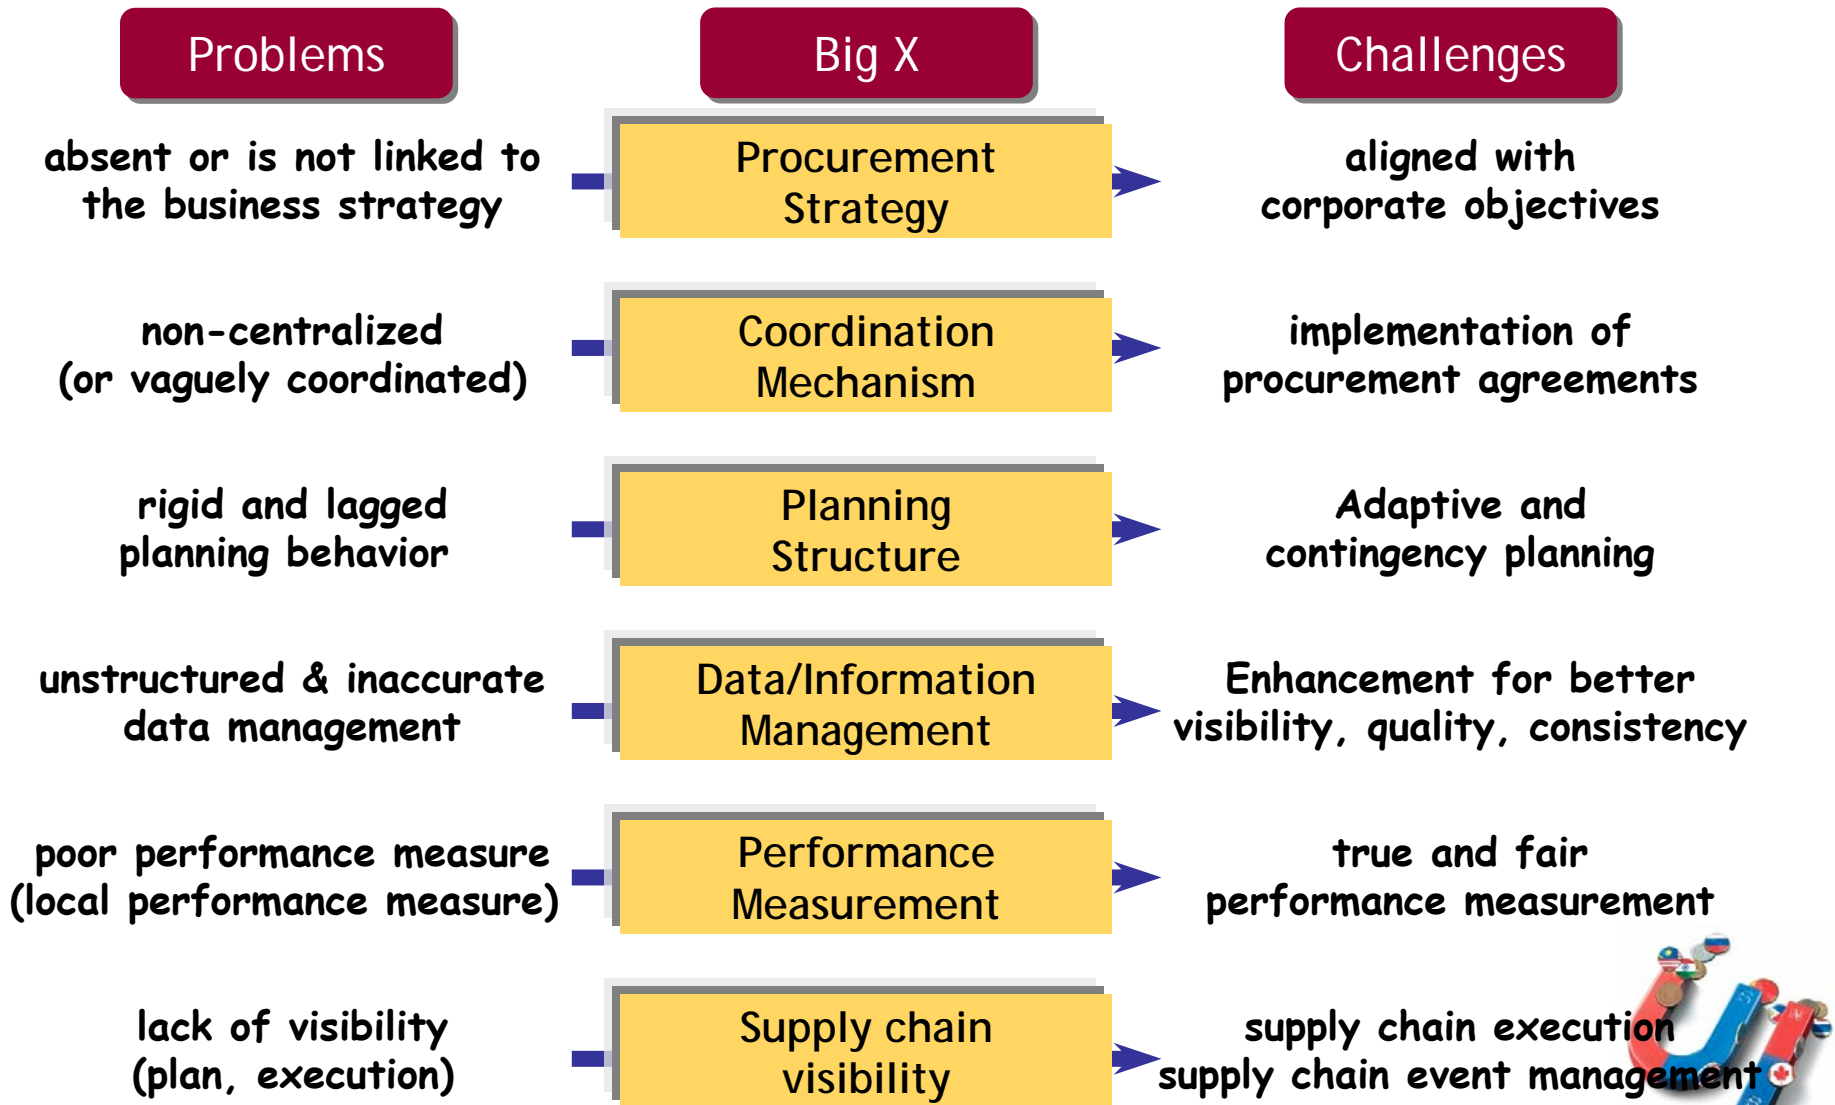 Problems
Big X
Challenges
absent or is not linked to
the business strategy
Procurement
Strategy
aligned with
corporate objectives
non-centralized
(or vaguely coordinated)
Coordination
Mechanism
implementation of
procurement agreements
rigid and lagged
planning behavior
Planning
Structure
Adaptive and
contingency planning
unstructured & inaccurate
data management
Data/Information
Management
Enhancement for better
visibility, quality, consistency
poor performance measure
(local performance measure)
Performance
Measurement
true and fair
performance measurement
lack of visibility
(plan, execution)
Supply chain
visibility
supply chain execution
supply chain event management